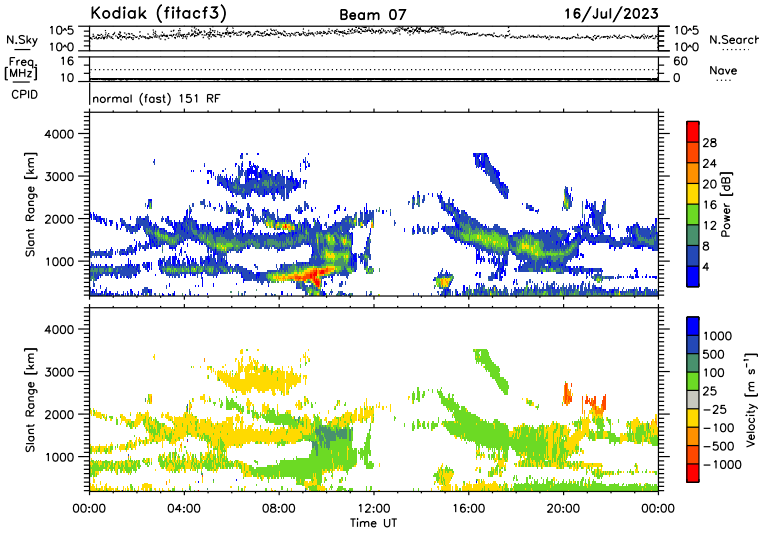 Kodiak (fitacf3) Beam 07 16/Jul/2023
N.Sky 10^5 10^0 10^5 10^0 N.Search
Freq. [MHz] 16 10 60 0 Nave
CPID normal (fast) 151 RF
Slant Range [km] 4000 3000 2000 1000
Power [dB] 28 24 20 16 12 8 4
Slant Range [km] 4000 3000 2000 1000
Velocity [m s⁻¹] 1000 500 100 25 −25 −100 −500 −1000
00:00 04:00 08:00 12:00 16:00 20:00 00:00
Time UT